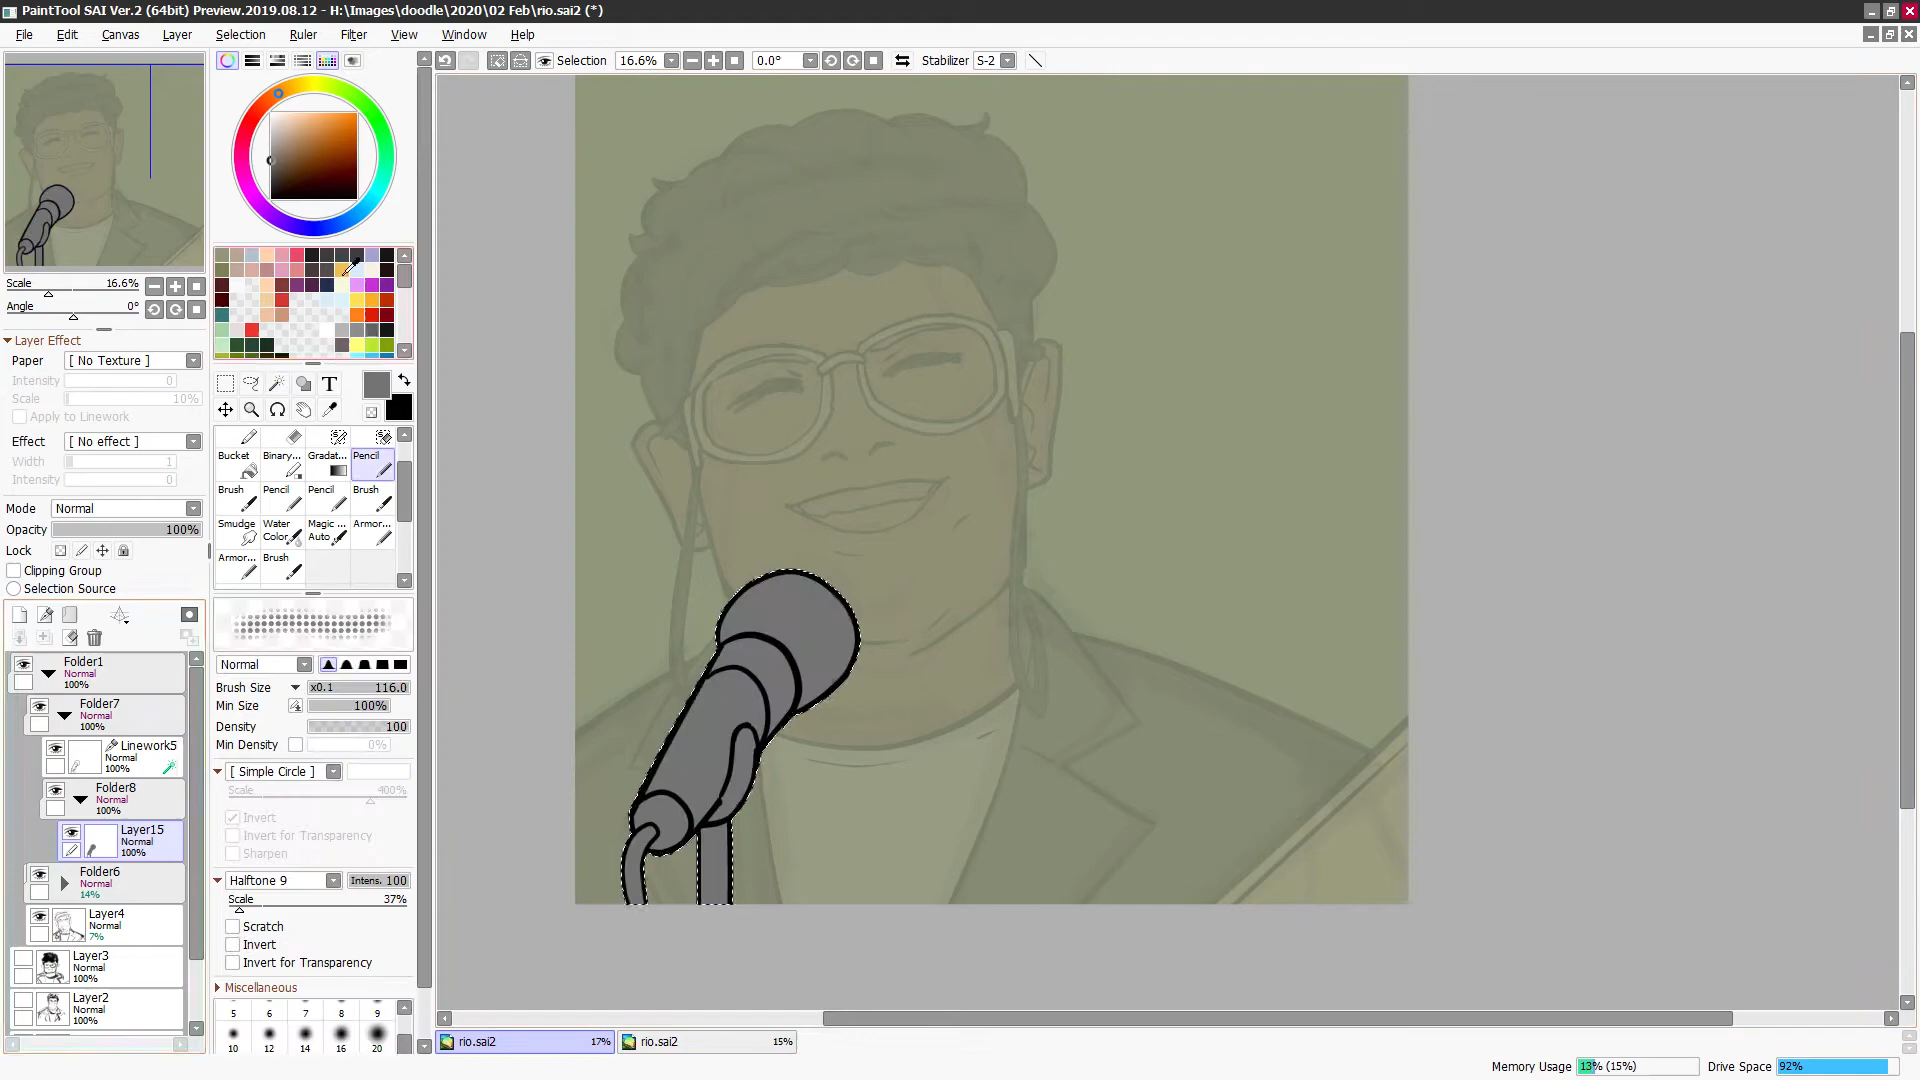 PaintTool SAI Ver.2 (64bit) Preview.2019.08.12 - H:\Images\doodle\2020\02 Feb\rio.sai2 (*)
File Edit Canvas Layer Selection Ruler Filter View Window Help
Selection 16.6% 0.0° Stabilizer S-2
Scale 16.6%
Angle 0°
Layer Effect
Paper [ No Texture ]
Intensity 0
Scale 10%
Apply to Linework
Effect [ No effect ]
Width 1
Intensity 0
Mode Normal
Opacity 100%
Lock
Clipping Group
Selection Source
Folder1
Normal
100%
Folder7
Normal
100%
Linework5
Normal
100%
Folder8
Normal
100%
Layer15
Normal
100%
Folder6
Normal
14%
Layer4
Normal
7%
Layer3
Normal
100%
Layer2
Normal
100%
T
Bucket Binary... Gradat... Pencil
Brush Pencil Pencil Brush
Smudge Water Color Magic ... Auto Armor...
Armor... Brush
Normal
Brush Size x0.1 116.0
Min Size 100%
Density 100
Min Density 0%
[ Simple Circle ]
Scale 400%
Invert
Invert for Transparency
Sharpen
Halftone 9 Intens. 100
Scale 37%
Scratch
Invert
Invert for Transparency
Miscellaneous
5 6 7 8 9
10 12 14 16 20
rio.sai2 17% rio.sai2 15%
Memory Usage 13% (15%) Drive Space 92%